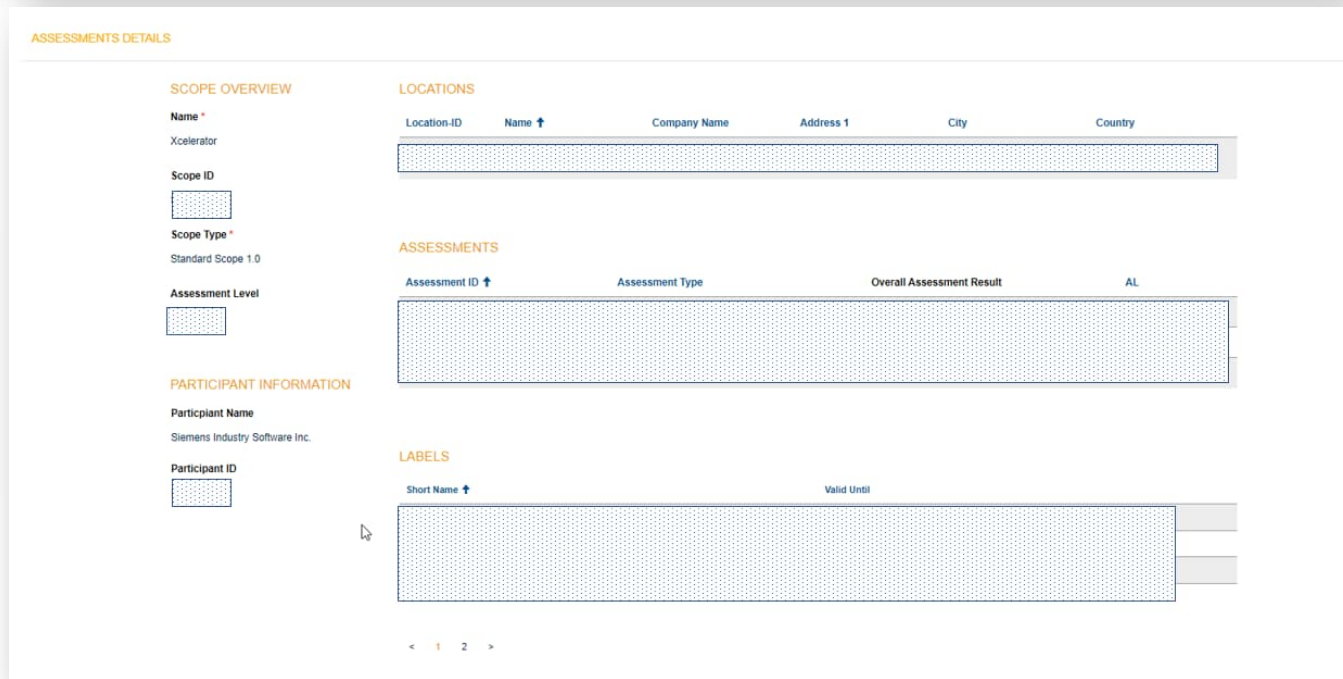 ASSESSMENTS DETAILS
SCOPE OVERVIEW
Name *
Xcelerator
Scope ID
Scope Type *
Standard Scope 1.0
Assessment Level
PARTICIPANT INFORMATION
Particpiant Name
Siemens Industry Software Inc.
Participant ID
LOCATIONS
Location-ID Name ↑ Company Name Address 1 City Country
ASSESSMENTS
Assessment ID ↑ Assessment Type Overall Assessment Result AL
LABELS
Short Name ↑ Valid Until
< 1 2 >